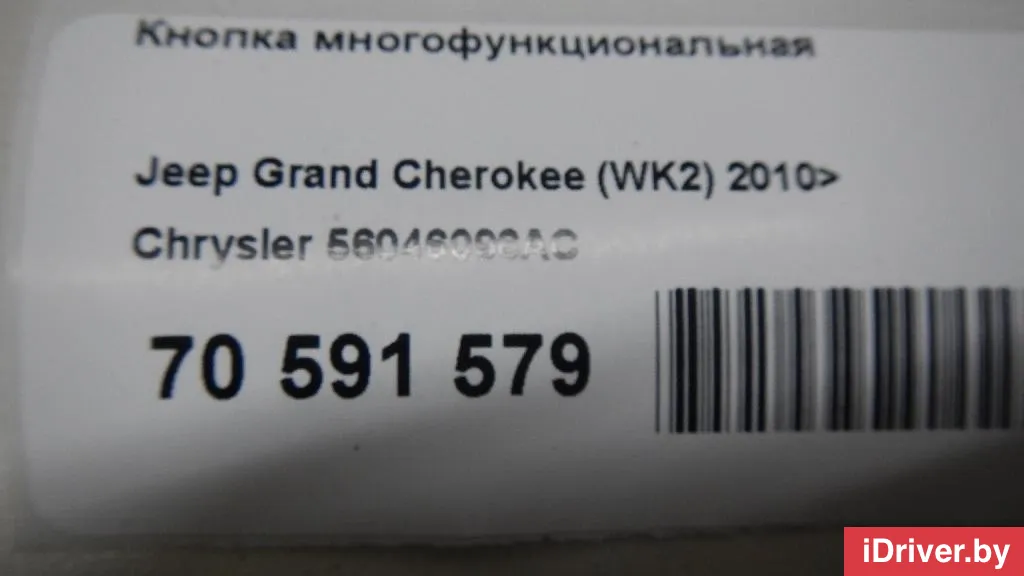 Кнопка многофункциональная
Jeep Grand Cherokee (WK2) 2010>
Chrysler
70 591 579
iDriver.by